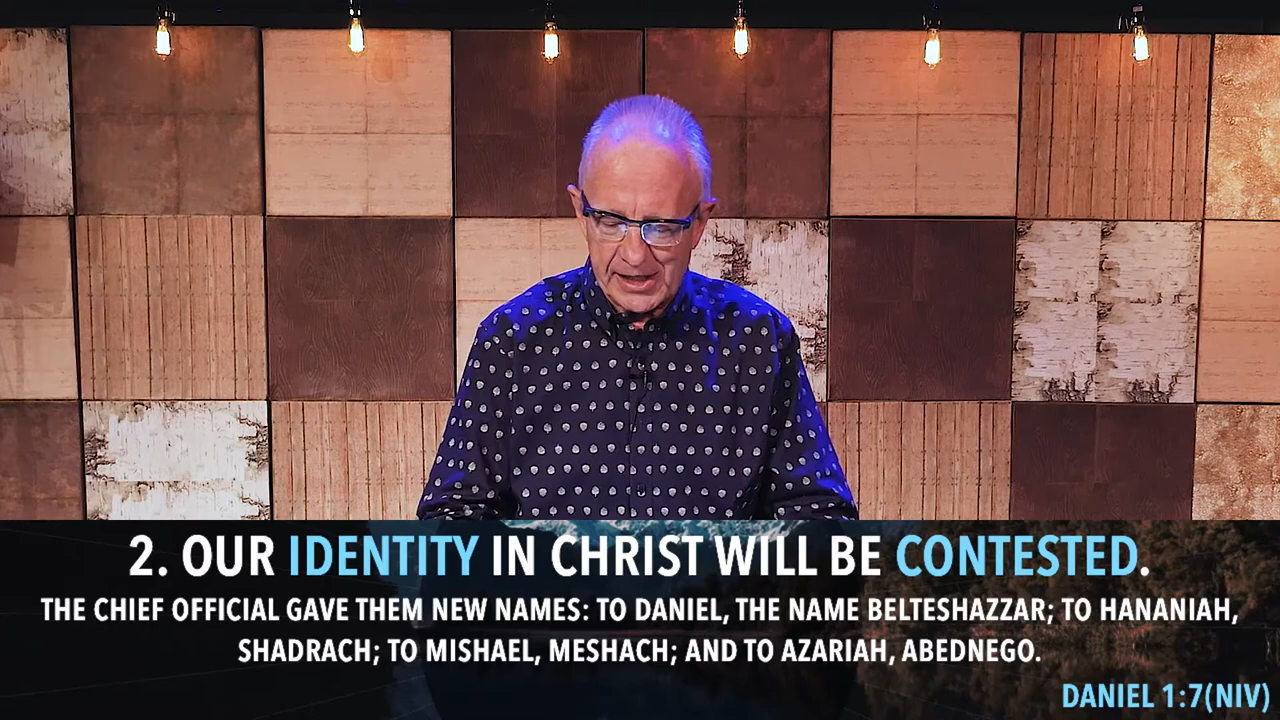 2. OUR IDENTITY IN CHRIST WILL BE CONTESTED.
THE CHIEF OFFICIAL GAVE THEM NEW NAMES: TO DANIEL, THE NAME BELTESHAZZAR; TO HANANIAH,
SHADRACH; TO MISHAEL, MESHACH; AND TO AZARIAH, ABEDNEGO.
DANIEL 1:7(NIV)